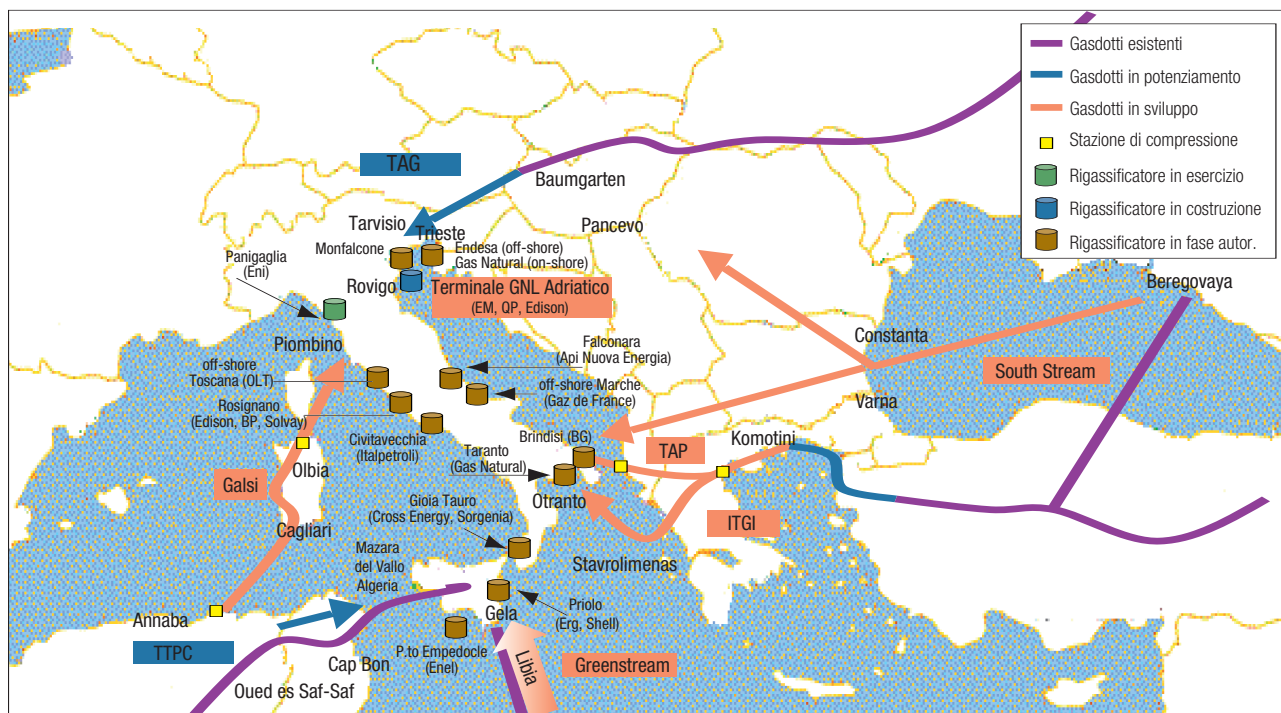 Gasdotti esistenti
Gasdotti in potenziamento
Gasdotti in sviluppo
Stazione di compressione
Rigassificatore in esercizio
Rigassificatore in costruzione
Rigassificatore in fase autor.
TAG
Baumgarten
Tarvisio
Trieste
Pancevo
Monfalcone
Endesa (off-shore)
Gas Natural (on-shore)
Panigaglia
(Eni)
Rovigo
Terminale GNL Adriatico
(EM, QP, Edison)
Beregovaya
Piombino
Falconara
(Api Nuova Energia)
Constanta
off-shore
Toscana (OLT)
off-shore Marche
(Gaz de France)
South Stream
Rosignano
(Edison, BP, Solvay)
Varna
Civitavecchia
(Italpetroli)
Brindisi (BG)
TAP
Komotini
Taranto
(Gas Natural)
Olbia
Galsi
Otranto
Gioia Tauro
(Cross Energy, Sorgenia)
ITGI
Cagliari
Mazara
del Vallo
Algeria
Stavrolimenas
Annaba
Gela
Priolo
(Erg, Shell)
TTPC
Cap Bon
P.to Empedocle
(Enel)
Libia
Greenstream
Oued es Saf-Saf